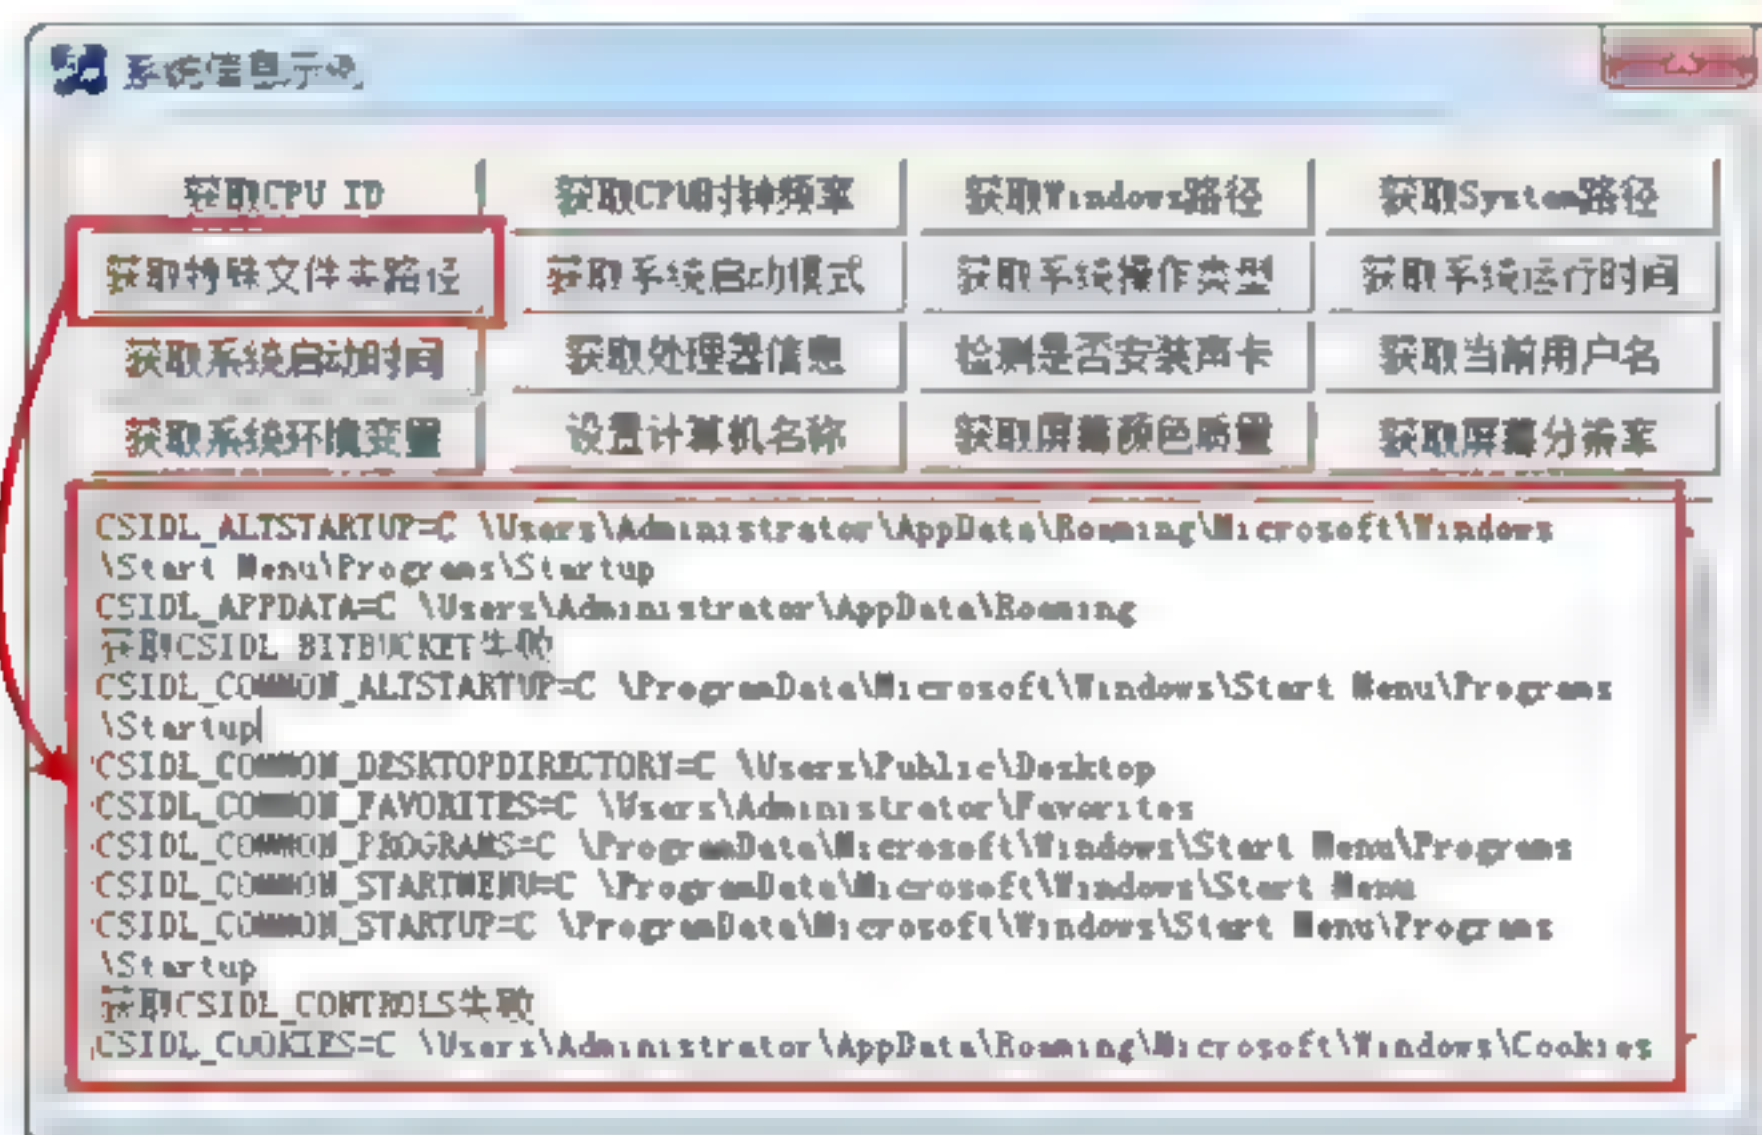 系统信息示例
获取CPU ID 获取CPU时钟频率 获取Windows路径 获取System路径
获取特殊文件夹路径 获取系统启动模式 获取系统操作类型 获取系统运行时间
获取系统启动时间 获取处理器信息 检测是否安装声卡 获取当前用户名
获取系统环境变量 设置计算机名称 获取屏幕颜色质量 获取屏幕分辨率
CSIDL_ALTSTARTUP=C \Users\Administrator\AppData\Roaming\Microsoft\Windows
\Start Menu\Programs\Startup
CSIDL_APPDATA=C \Users\Administrator\AppData\Roaming
获取CSIDL_BITBUCKET失败
CSIDL_COMMON_ALTSTARTUP=C \ProgramData\Microsoft\Windows\Start Menu\Programs
\Startup
CSIDL_COMMON_DESKTOPDIRECTORY=C \Users\Public\Desktop
CSIDL_COMMON_FAVORITES=C \Users\Administrator\Favorites
CSIDL_COMMON_PROGRAMS=C \ProgramData\Microsoft\Windows\Start Menu\Programs
CSIDL_COMMON_STARTMENU=C \ProgramData\Microsoft\Windows\Start Menu
CSIDL_COMMON_STARTUP=C \ProgramData\Microsoft\Windows\Start Menu\Programs
\Startup
获取CSIDL_CONTROLS失败
CSIDL_COOKIES=C \Users\Administrator\AppData\Roaming\Microsoft\Windows\Cookies